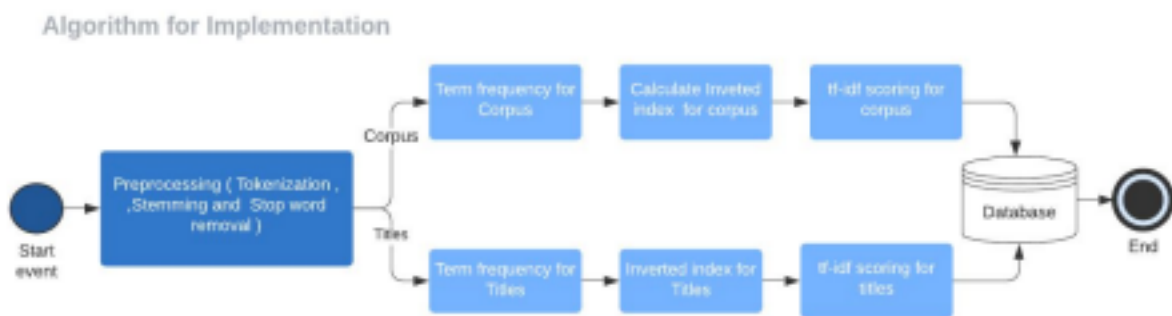 Algorithm for Implementation
Term frequency for
Corpus
Calculate Inveted
index for corpus
tf-idf scoring for
corpus
Corpus
Preprocessing ( Tokenization ,
,Stemming and Stop word
removal )
Start
event
Database
End
Titles
Term frequency for
Titles
Inverted index for
Titles
tf-idf scoring for
titles